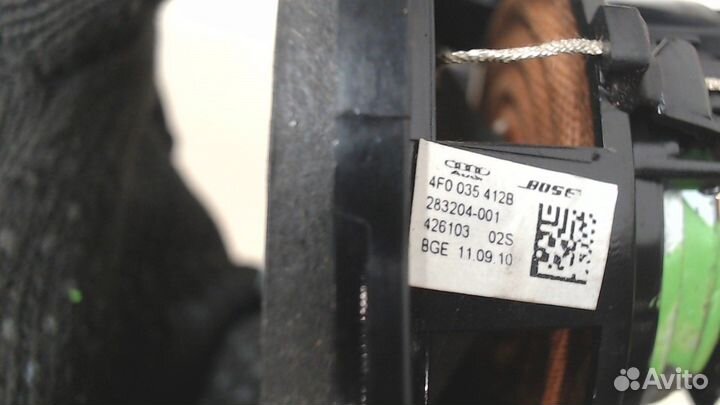 Audi BOSE
4F0 035 412B
283204-001
426103 02S
BGE 11.09.10
Avito